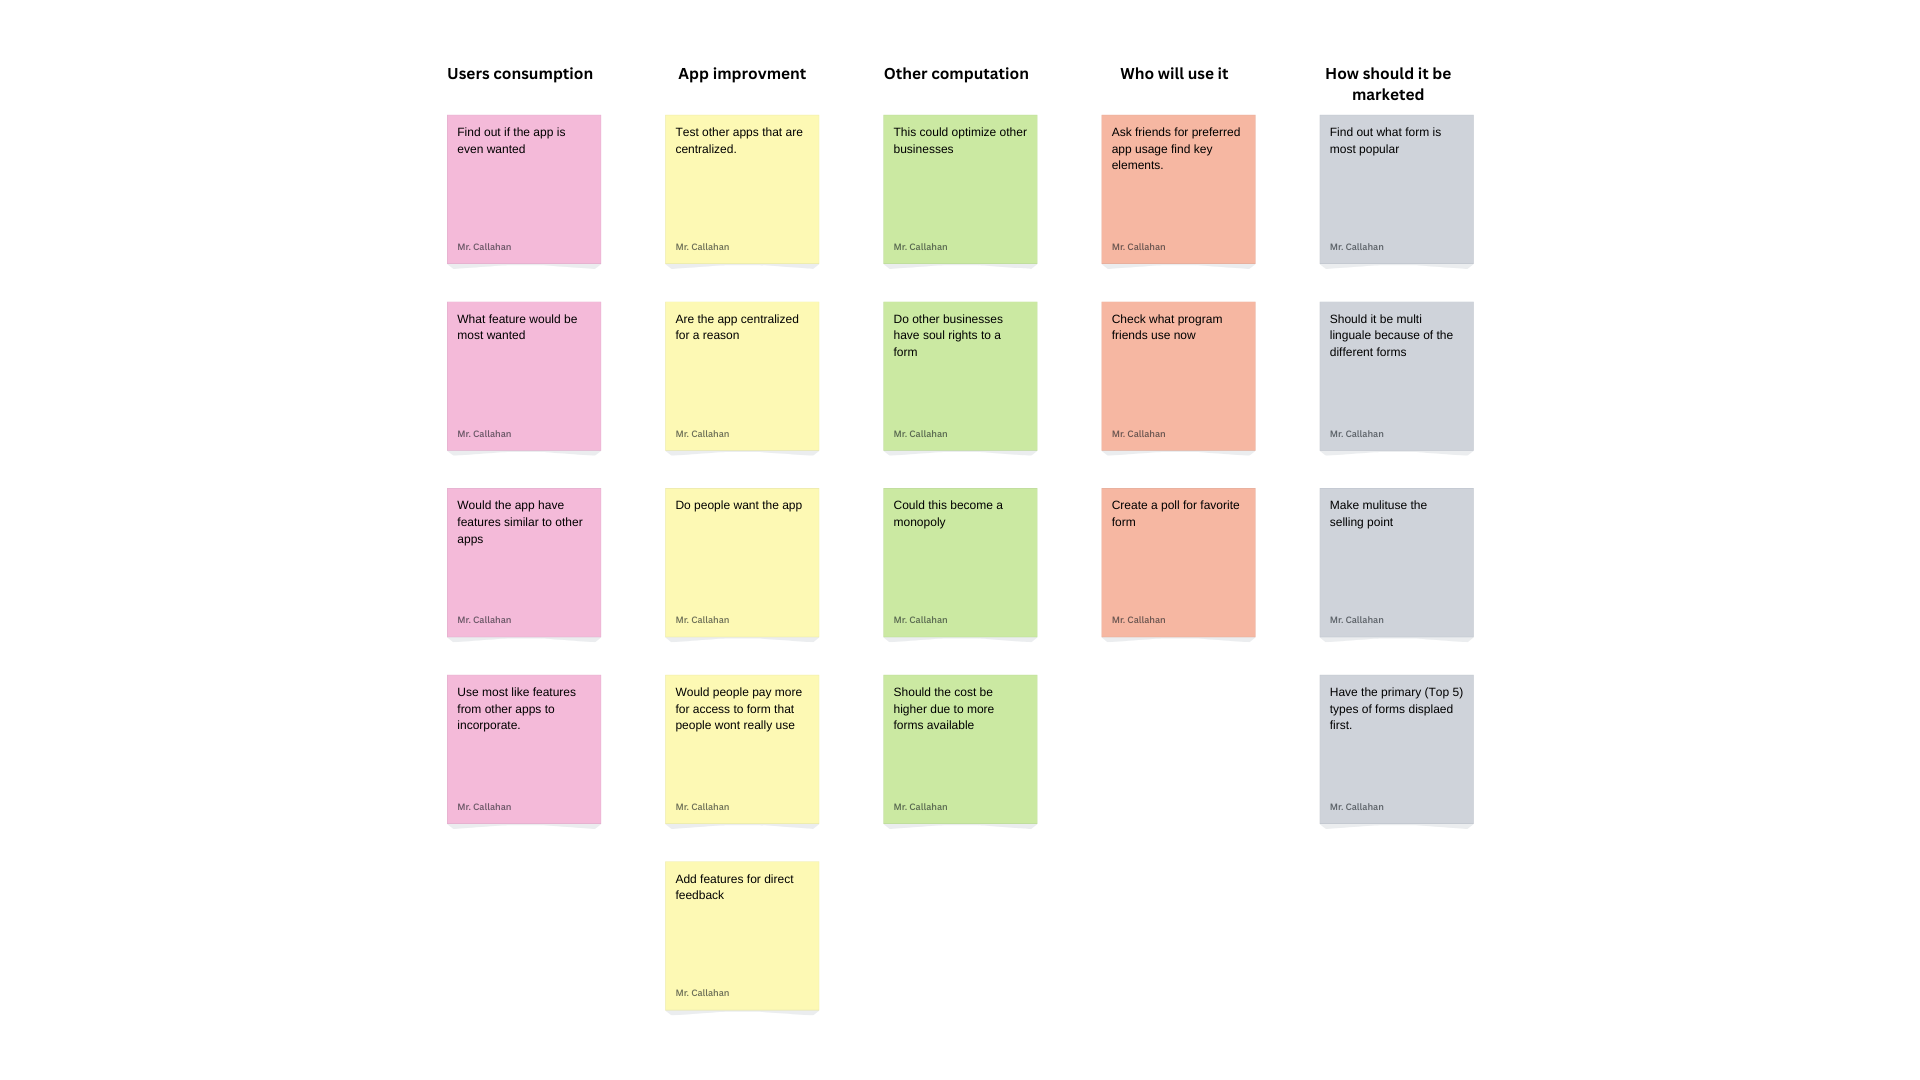 Users consumption
App improvment
Other computation
Who will use it
How should it be
marketed
Find out if the app is
even wanted
Mr. Callahan
Test other apps that are
centralized.
Mr. Callahan
This could optimize other
businesses
Mr. Callahan
Ask friends for preferred
app usage find key
elements.
Mr. Callahan
Find out what form is
most popular
Mr. Callahan
What feature would be
most wanted
Mr. Callahan
Are the app centralized
for a reason
Mr. Callahan
Do other businesses
have soul rights to a
form
Mr. Callahan
Check what program
friends use now
Mr. Callahan
Should it be multi
linguale because of the
different forms
Mr. Callahan
Would the app have
features similar to other
apps
Mr. Callahan
Do people want the app
Mr. Callahan
Could this become a
monopoly
Mr. Callahan
Create a poll for favorite
form
Mr. Callahan
Make mulituse the
selling point
Mr. Callahan
Use most like features
from other apps to
incorporate.
Mr. Callahan
Would people pay more
for access to form that
people wont really use
Mr. Callahan
Should the cost be
higher due to more
forms available
Mr. Callahan
Have the primary (Top 5)
types of forms displaed
first.
Mr. Callahan
Add features for direct
feedback
Mr. Callahan